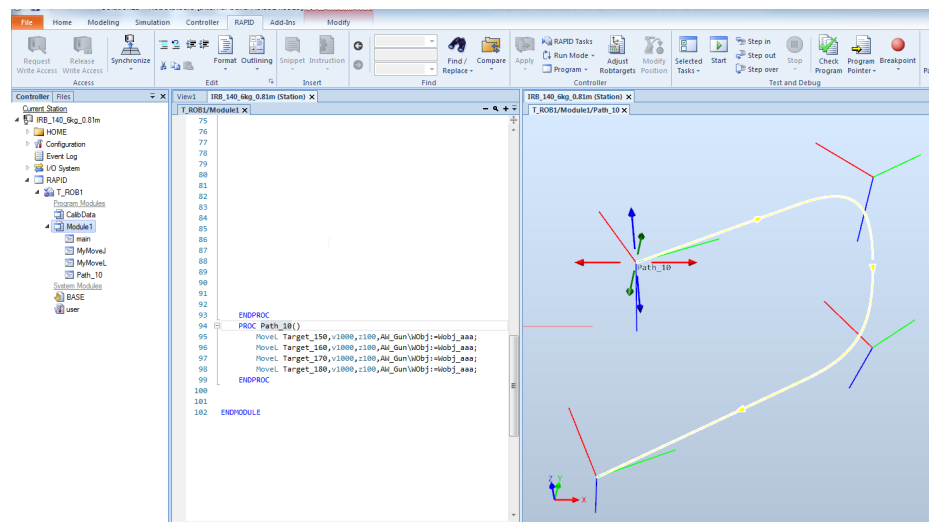 File Home Modeling Simulation Controller RAPID Add-Ins Modify
Request Write Access
Release Write Access
Synchronize
Format Outlining
Snippet Instruction
Find / Replace
Compare
Apply
RAPID Tasks
Run Mode
Program
Adjust Robtargets
Modify Position
Selected Tasks
Start
Step in
Step out
Step over
Stop
Check Program
Program Pointer
Breakpoint
Access Edit Insert Find Controller Test and Debug
Controller Files
Current Station
IRB_140_6kg_0.81m
HOME
Configuration
Event Log
I/O System
RAPID
T_ROB1
Program Modules
CalibData
Module1
main
MyMoveJ
MyMoveL
Path_10
System Modules
BASE
user
View1 IRB_140_6kg_0.81m (Station) X
T_ROB1/Module1 X
75
76
77
78
79
80
81
82
83
84
85
86
87
88
89
90
91
92
93 ENDPROC
94 PROC Path_10()
95 MoveL Target_150,v1000,z100,AW_Gun\WObj:=Wobj_aaa;
96 MoveL Target_160,v1000,z100,AW_Gun\WObj:=Wobj_aaa;
97 MoveL Target_170,v1000,z100,AW_Gun\WObj:=Wobj_aaa;
98 MoveL Target_180,v1000,z100,AW_Gun\WObj:=Wobj_aaa;
99 ENDPROC
100
101
102 ENDMODULE
IRB_140_6kg_0.81m (Station) X
T_ROB1/Module1/Path_10 X
Path_10
Z Y
X